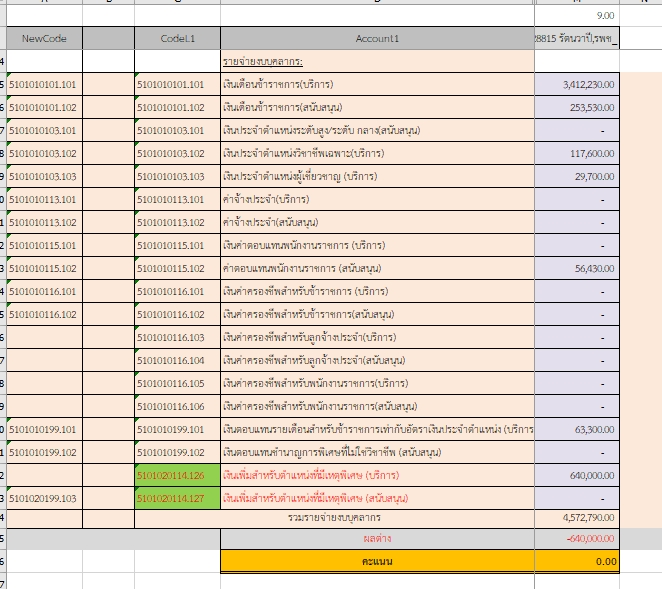 9.00
NewCode CodeL1 Account1 28815 รัตนวาปี,รพช_
4 รายจ่ายงบบุคลากร:
5 5101010101.101 5101010101.101 เงินเดือนข้าราชการ(บริการ) 3,412,230.00
6 5101010101.102 5101010101.102 เงินเดือนข้าราชการ(สนับสนุน) 253,530.00
7 5101010103.101 5101010103.101 เงินประจำตำแหน่งระดับสูง/ระดับ กลาง(สนับสนุน) -
8 5101010103.102 5101010103.102 เงินประจำตำแหน่งวิชาชีพเฉพาะ(บริการ) 117,600.00
9 5101010103.103 5101010103.103 เงินประจำตำแหน่งผู้เชี่ยวชาญ (บริการ) 29,700.00
0 5101010113.101 5101010113.101 ค่าจ้างประจำ(บริการ) -
1 5101010113.102 5101010113.102 ค่าจ้างประจำ(สนับสนุน) -
2 5101010115.101 5101010115.101 เงินค่าตอบแทนพนักงานราชการ (บริการ) -
3 5101010115.102 5101010115.102 ค่าตอบแทนพนักงานราชการ (สนับสนุน) 56,430.00
4 5101010116.101 5101010116.101 เงินค่าครองชีพสำหรับข้าราชการ (บริการ) -
5 5101010116.102 5101010116.102 เงินค่าครองชีพสำหรับข้าราชการ(สนับสนุน) -
6 5101010116.103 เงินค่าครองชีพสำหรับลูกจ้างประจำ(บริการ) -
7 5101010116.104 เงินค่าครองชีพสำหรับลูกจ้างประจำ(สนับสนุน) -
8 5101010116.105 เงินค่าครองชีพสำหรับพนักงานราชการ(บริการ) -
9 5101010116.106 เงินค่าครองชีพสำหรับพนักงานราชการ(สนับสนุน) -
0 5101010199.101 5101010199.101 เงินตอบแทนรายเดือนสำหรับข้าราชการเท่ากับอัตราเงินประจำตำแหน่ง (บริการ 63,300.00
1 5101010199.102 5101010199.102 เงินตอบแทนชำนาญการพิเศษที่ไม่ใช่วิชาชีพ (สนับสนุน) -
2 5101020114.126 เงินเพิ่มสำหรับตำแหน่งที่มีเหตุพิเศษ (บริการ) 640,000.00
3 5101020199.103 5101020114.127 เงินเพิ่มสำหรับตำแหน่งที่มีเหตุพิเศษ (สนับสนุน) -
4 รวมรายจ่ายงบบุคลากร 4,572,790.00
5 ผลต่าง -640,000.00
6 คะแนน 0.00
7